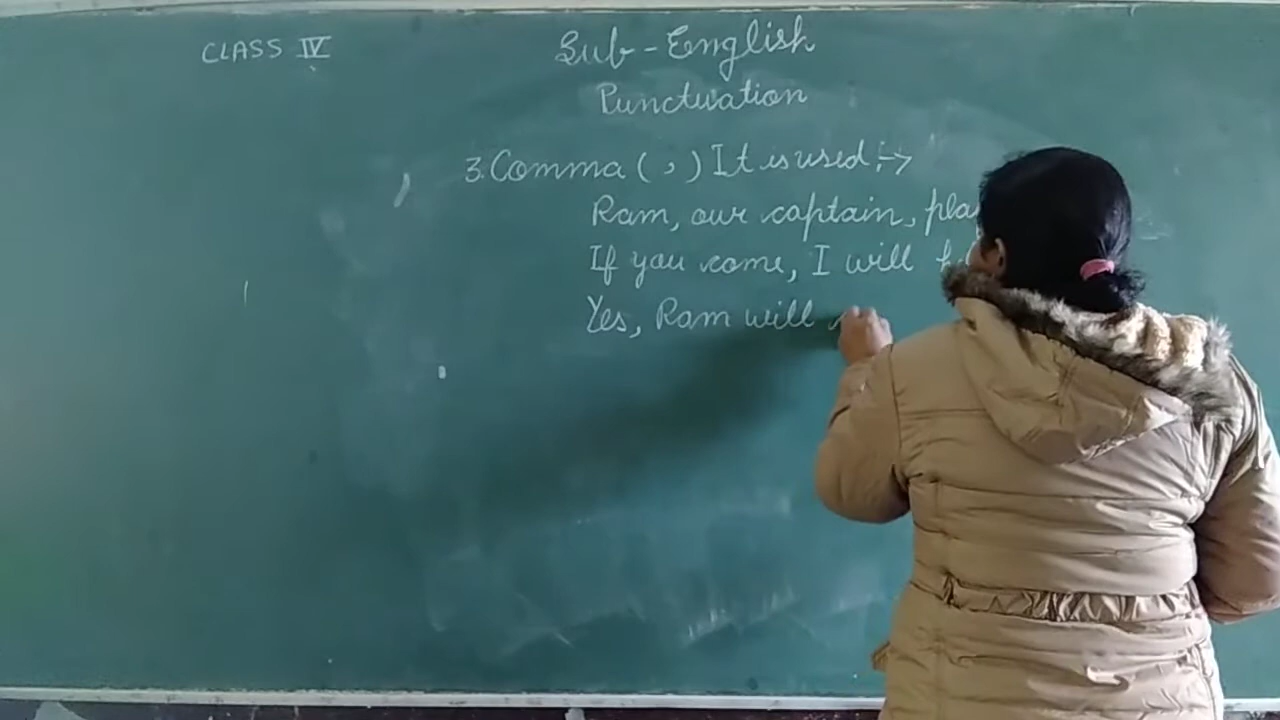 CLASS IV
Sub - English
Punctuation
3. Comma ( , ) It is used :->
Ram, our captain,
If you come, I will
Yes, Ram will